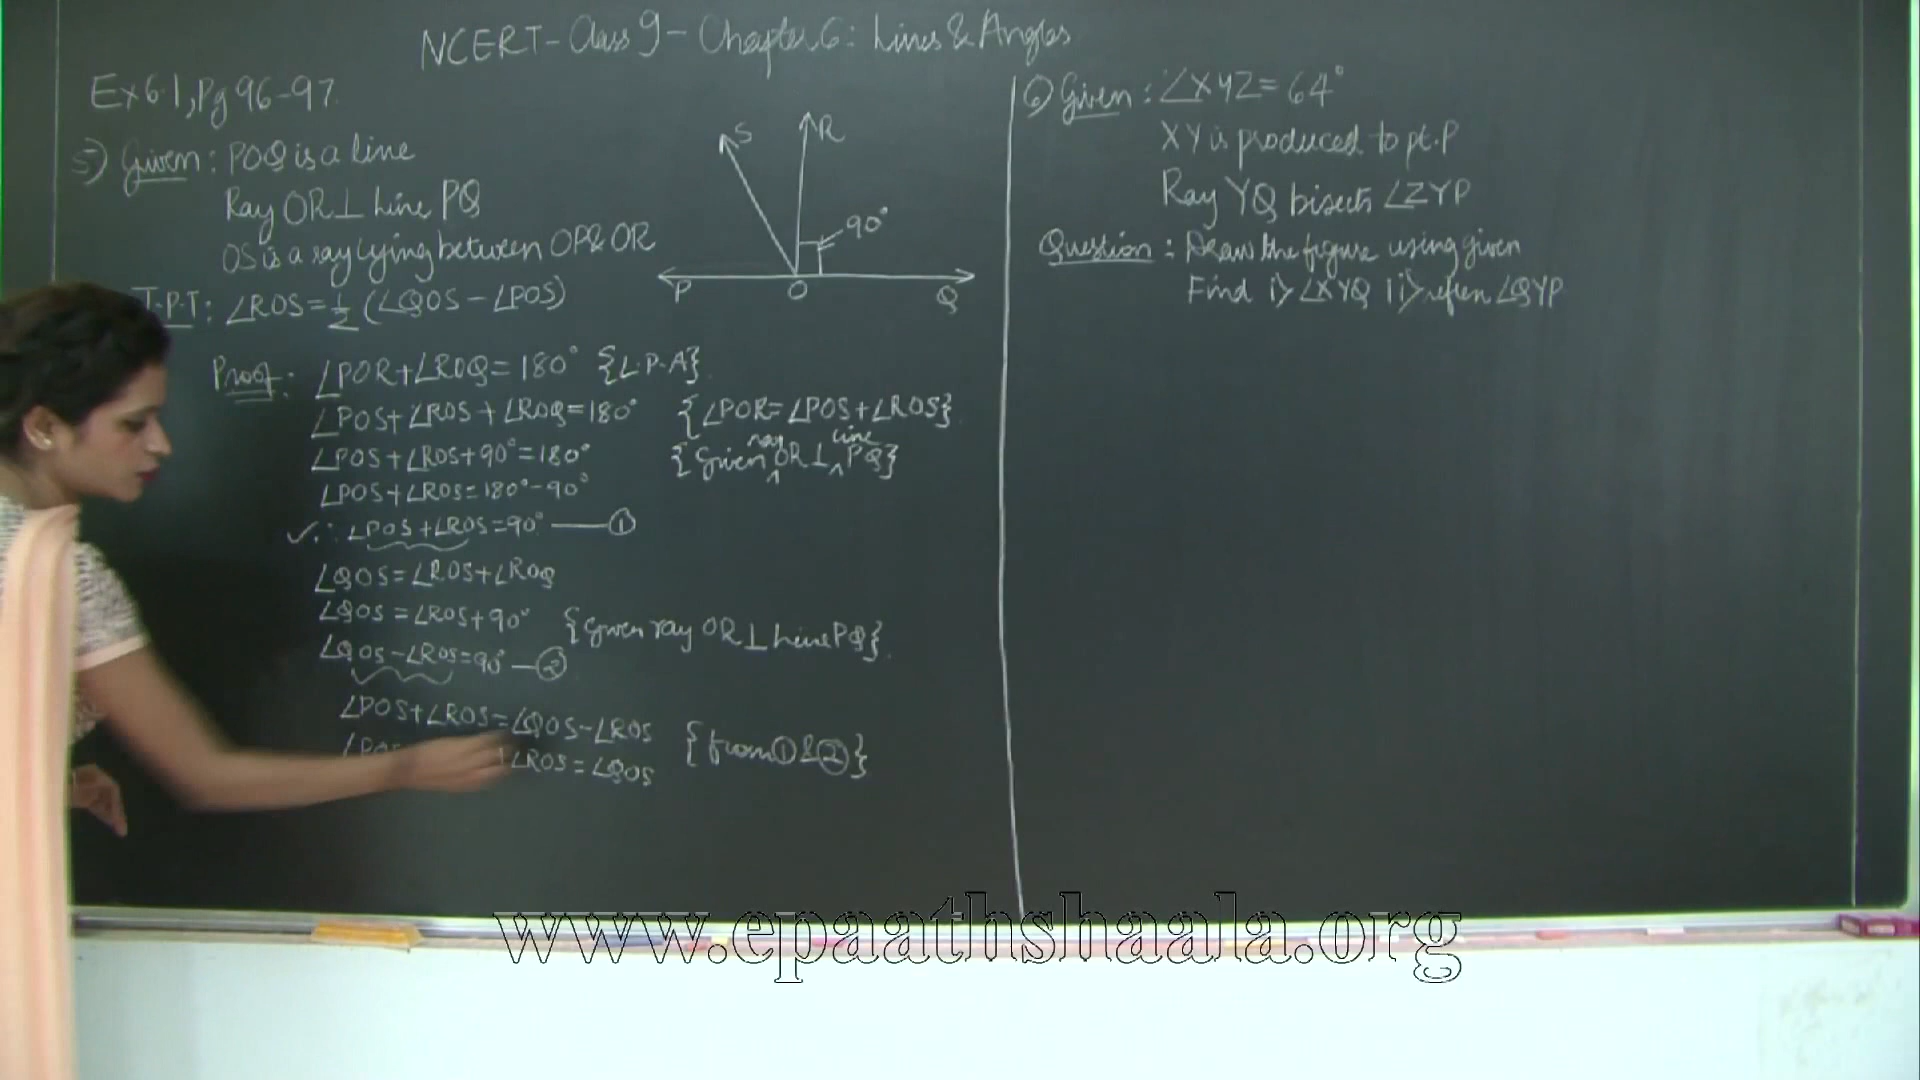 NCERT - Class 9 - Chapter 6: Lines & Angles
Ex 6.1, Pg 96-97.
5) Given: POQ is a line
Ray OR ⊥ Line PQ
OS is a ray lying between OP & OR
T.P.T: ∠ROS = 1/2 (∠QOS - ∠POS)
S
R
90°
P
O
Q
Proof: ∠POR + ∠ROQ = 180° {L.P.A}
∠POS + ∠ROS + ∠ROQ = 180° {∠POR = ∠POS + ∠ROS}
∠POS + ∠ROS + 90° = 180° {Given ray OR ⊥ line PQ}
∠POS + ∠ROS = 180° - 90°
✓∴ ∠POS + ∠ROS = 90° — ①
∠QOS = ∠ROS + ∠ROQ
∠QOS = ∠ROS + 90° {Given ray OR ⊥ Line PQ}
∠QOS - ∠ROS = 90° — ②
∠POS + ∠ROS = ∠QOS - ∠ROS {from ① & ②}
+ ∠ROS = ∠QOS
6) Given: ∠XYZ = 64°
XY is produced to pt. P
Ray YQ bisects ∠ZYP
Question: Draw the figure using given
Find i> ∠XYQ ii> reflex ∠QYP
www.epaathshaala.org